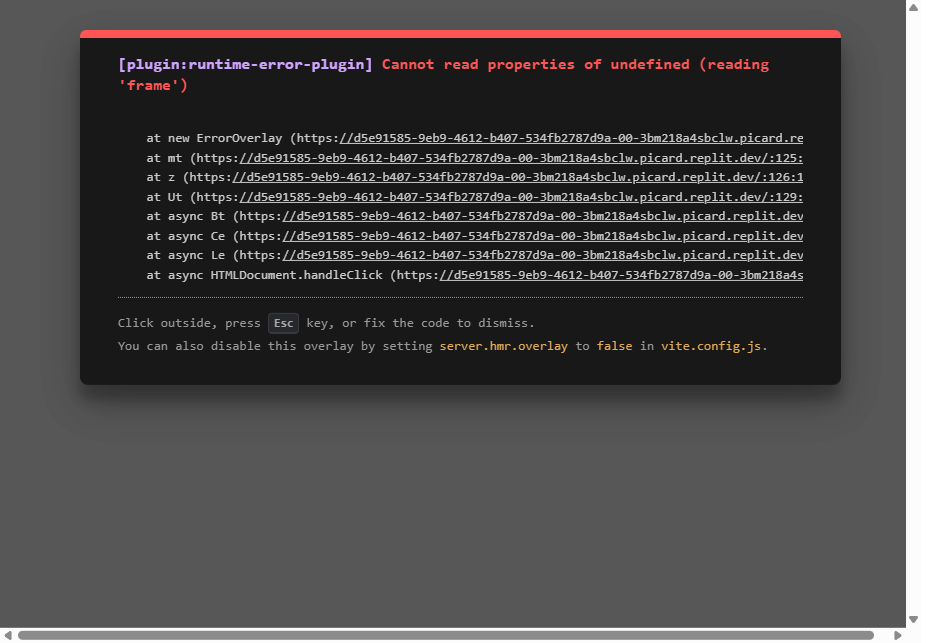 [plugin:runtime-error-plugin] Cannot read properties of undefined (reading
'frame')
at new ErrorOverlay (https://d5e91585-9eb9-4612-b407-534fb2787d9a-00-3bm218a4sbclw.picard.re
at mt (https://d5e91585-9eb9-4612-b407-534fb2787d9a-00-3bm218a4sbclw.picard.replit.dev/:125:
at z (https://d5e91585-9eb9-4612-b407-534fb2787d9a-00-3bm218a4sbclw.picard.replit.dev/:126:1
at Ut (https://d5e91585-9eb9-4612-b407-534fb2787d9a-00-3bm218a4sbclw.picard.replit.dev/:129:
at async Bt (https://d5e91585-9eb9-4612-b407-534fb2787d9a-00-3bm218a4sbclw.picard.replit.dev
at async Ce (https://d5e91585-9eb9-4612-b407-534fb2787d9a-00-3bm218a4sbclw.picard.replit.dev
at async Le (https://d5e91585-9eb9-4612-b407-534fb2787d9a-00-3bm218a4sbclw.picard.replit.dev
at async HTMLDocument.handleClick (https://d5e91585-9eb9-4612-b407-534fb2787d9a-00-3bm218a4s
Click outside, press Esc key, or fix the code to dismiss.
You can also disable this overlay by setting server.hmr.overlay to false in vite.config.js.